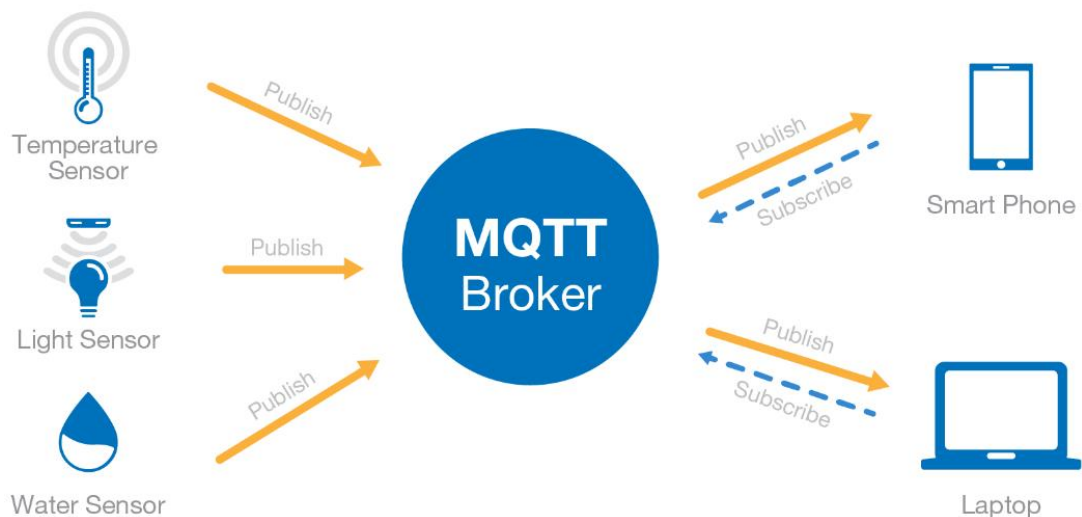 Temperature
Sensor
Publish
Light Sensor
Publish
Water Sensor
Publish
MQTT
Broker
Publish
Subscribe
Smart Phone
Publish
Subscribe
Laptop